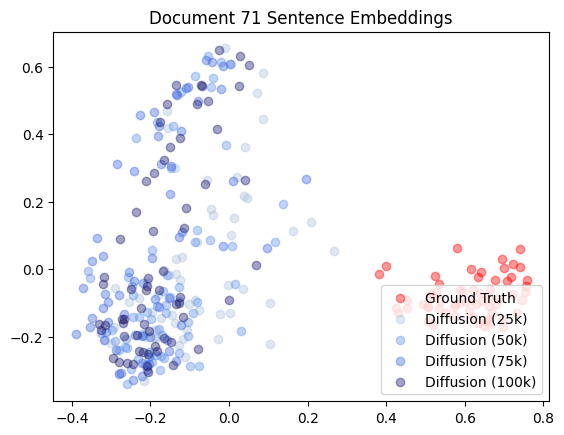 Document 71 Sentence Embeddings
0.6
0.4
0.2
0.0
−0.2
−0.4
−0.2
0.0
0.2
0.4
0.6
0.8
Ground Truth
Diffusion (25k)
Diffusion (50k)
Diffusion (75k)
Diffusion (100k)